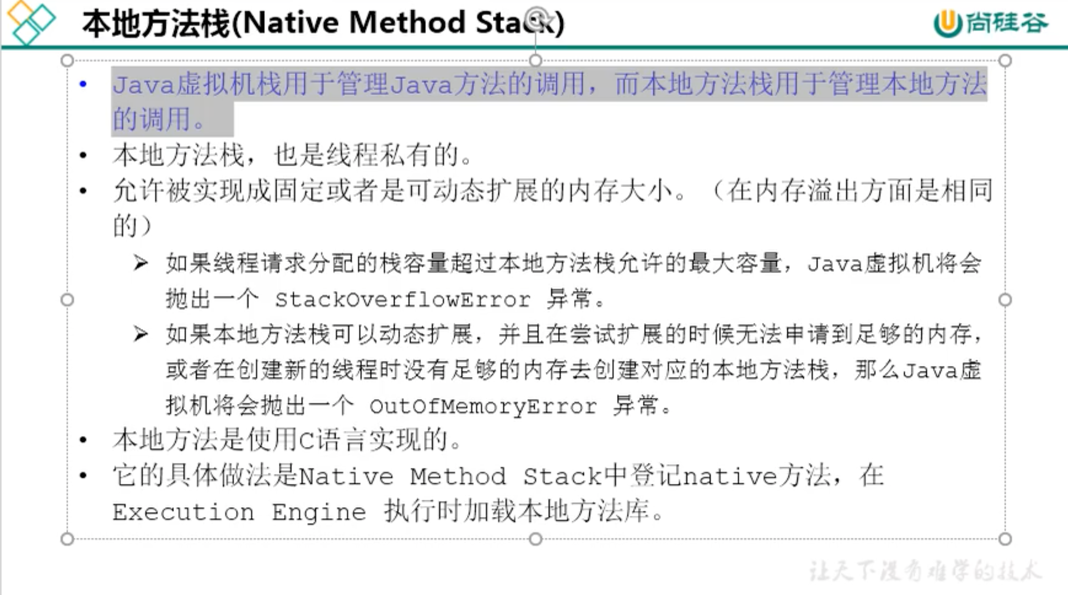 本地方法栈(Native Method Stack)
尚硅谷
• Java虚拟机栈用于管理Java方法的调用，而本地方法栈用于管理本地方法
的调用。
• 本地方法栈，也是线程私有的。
• 允许被实现成固定或者是可动态扩展的内存大小。（在内存溢出方面是相同
的）
➢ 如果线程请求分配的栈容量超过本地方法栈允许的最大容量，Java虚拟机将会
抛出一个 StackOverflowError 异常。
➢ 如果本地方法栈可以动态扩展，并且在尝试扩展的时候无法申请到足够的内存，
或者在创建新的线程时没有足够的内存去创建对应的本地方法栈，那么Java虚
拟机将会抛出一个 OutOfMemoryError 异常。
• 本地方法是使用C语言实现的。
• 它的具体做法是Native Method Stack中登记native方法，在
Execution Engine 执行时加载本地方法库。
让天下没有难学的技术